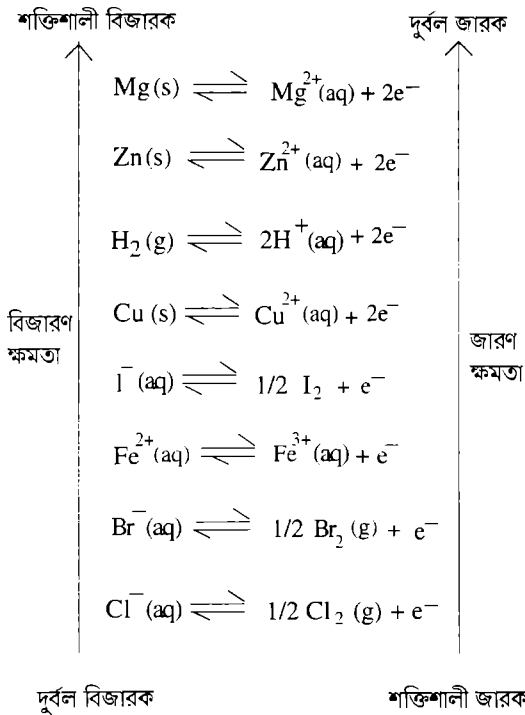 শক্তিশালী বিজারক দুর্বল জারক
Mg(s) ⇌ Mg²⁺(aq) + 2e⁻
Zn(s) ⇌ Zn²⁺(aq) + 2e⁻
H₂(g) ⇌ 2H⁺(aq) + 2e⁻
Cu(s) ⇌ Cu²⁺(aq) + 2e⁻
বিজারণ
ক্ষমতা
জারণ
ক্ষমতা
I⁻(aq) ⇌ 1/2 I₂ + e⁻
Fe²⁺(aq) ⇌ Fe³⁺(aq) + e⁻
Br⁻(aq) ⇌ 1/2 Br₂(g) + e⁻
Cl⁻(aq) ⇌ 1/2 Cl₂(g) + e⁻
দুর্বল বিজারক শক্তিশালী জারক